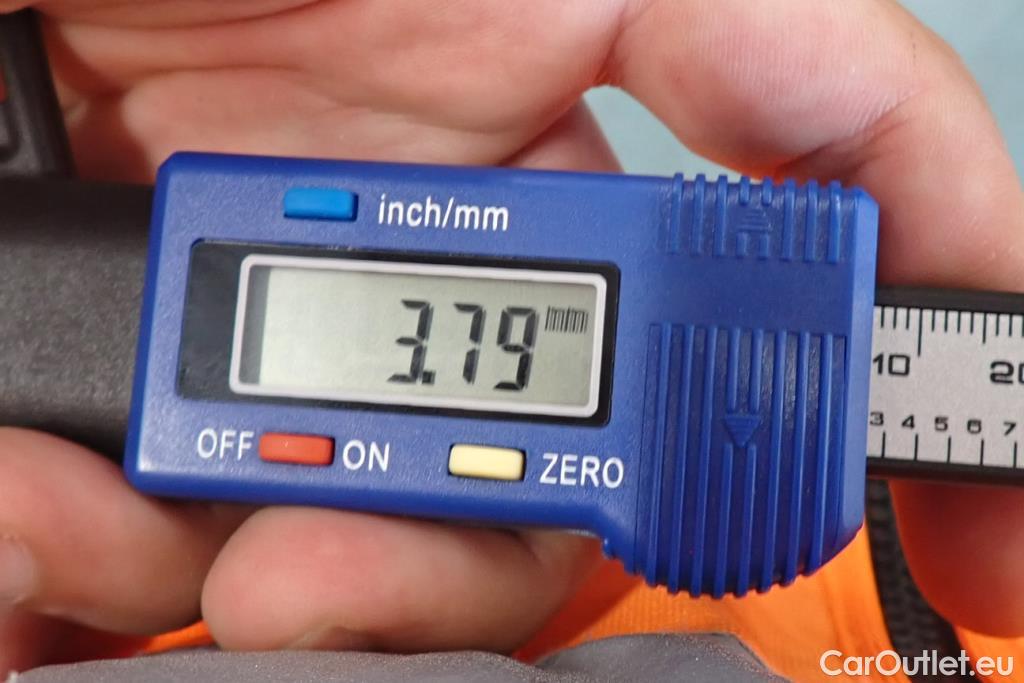 inch/mm
3.79 mm
OFF ON ZERO
10 20
3 4 5 6 7
CarOutlet.eu